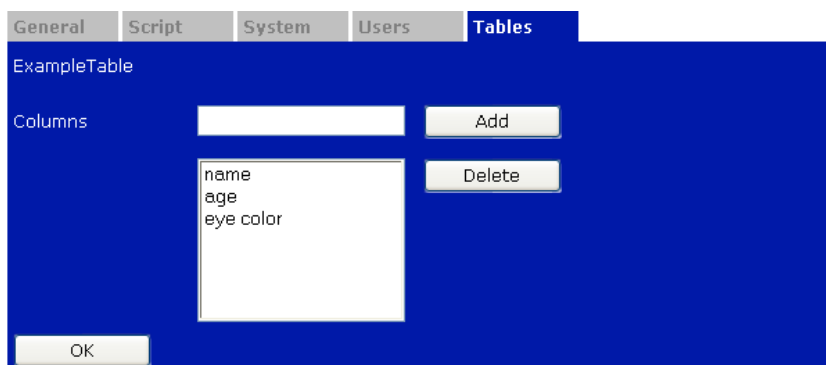 General Script System Users Tables
ExampleTable
Columns Add
name
age
eye color
Delete
OK